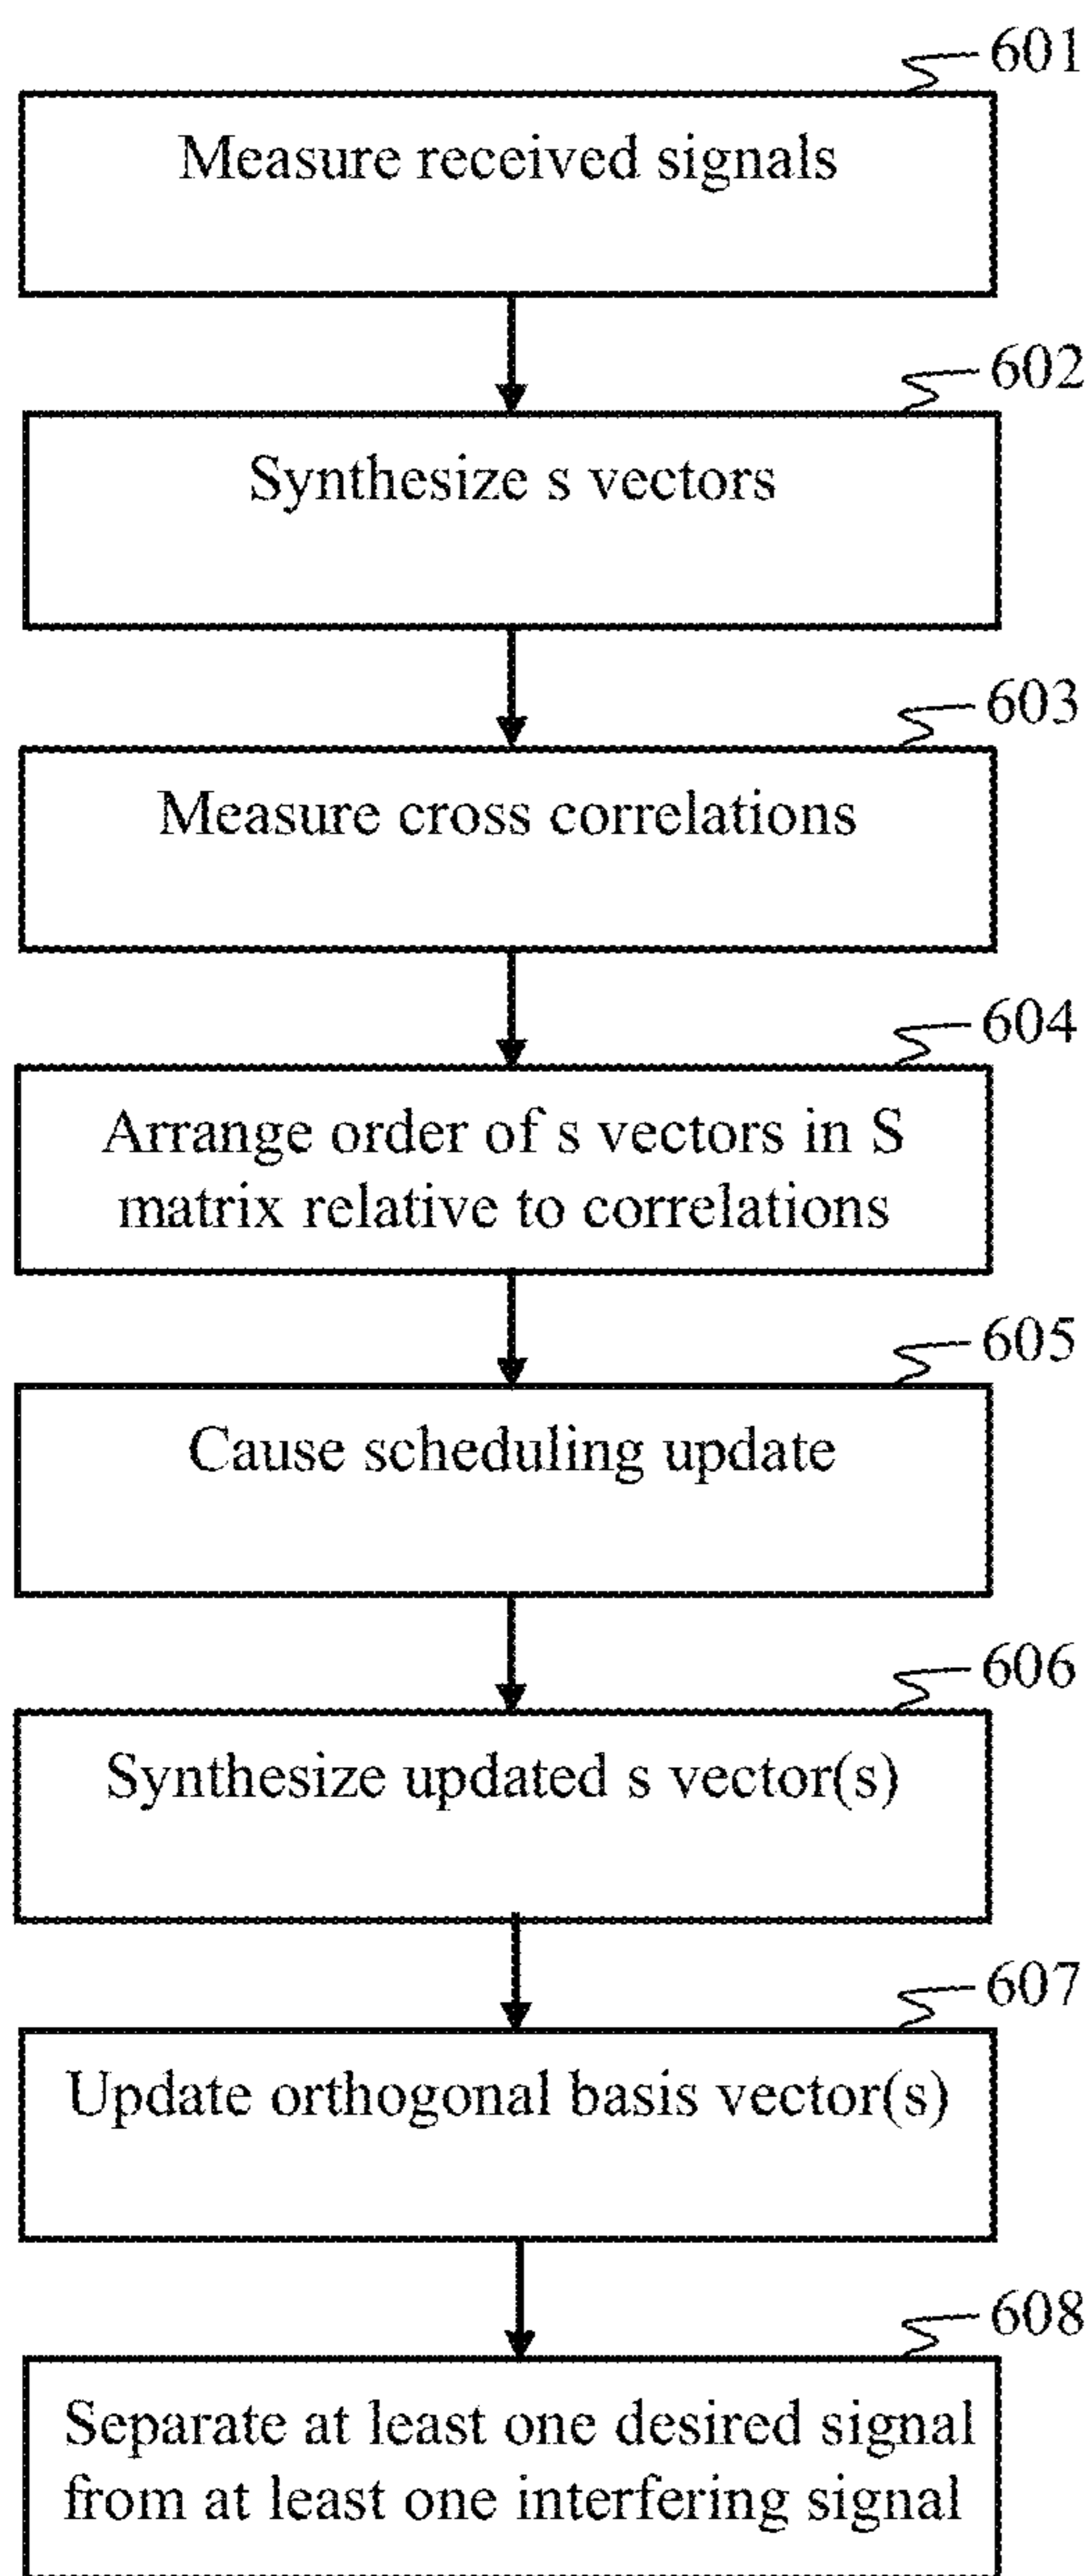 601
Measure received signals
602
Synthesize s vectors
603
Measure cross correlations
604
Arrange order of s vectors in S
matrix relative to correlations
605
Cause scheduling update
606
Synthesize updated s vector(s)
607
Update orthogonal basis vector(s)
608
Separate at least one desired signal
from at least one interfering signal